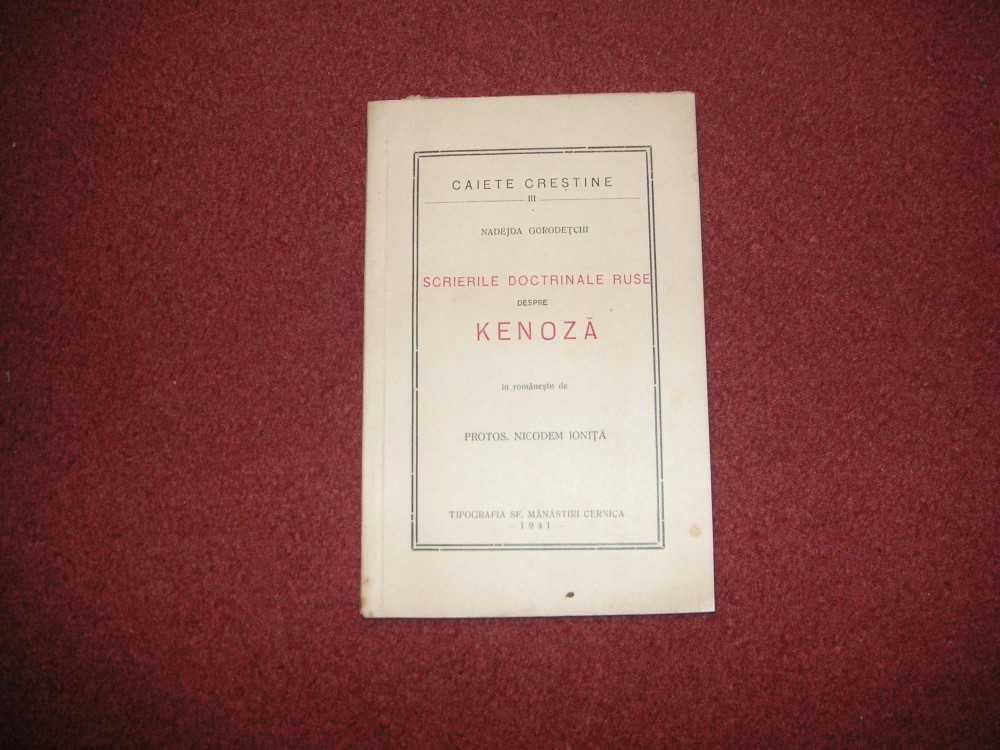 CAIETE CREȘTINE
III
NADEJDA GORODEȚCHI
SCRIERILE DOCTRINALE RUSE
DESPRE
KENOZĂ
în românește de
PROTOS. NICODEM IONIȚĂ
TIPOGRAFIA SF. MĂNASTIRI CERNICA
— 1941 —